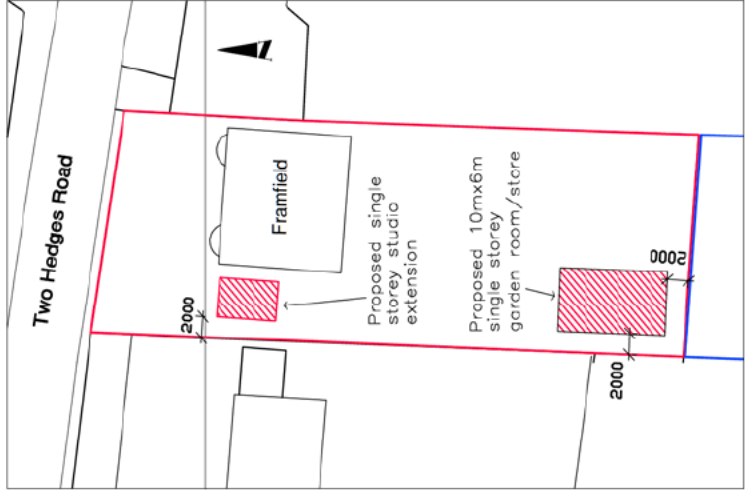 Two Hedges Road
Framfield
Proposed single
storey studio
extension
2000
Proposed 10mx6m
single storey
garden room/store
2000
2000